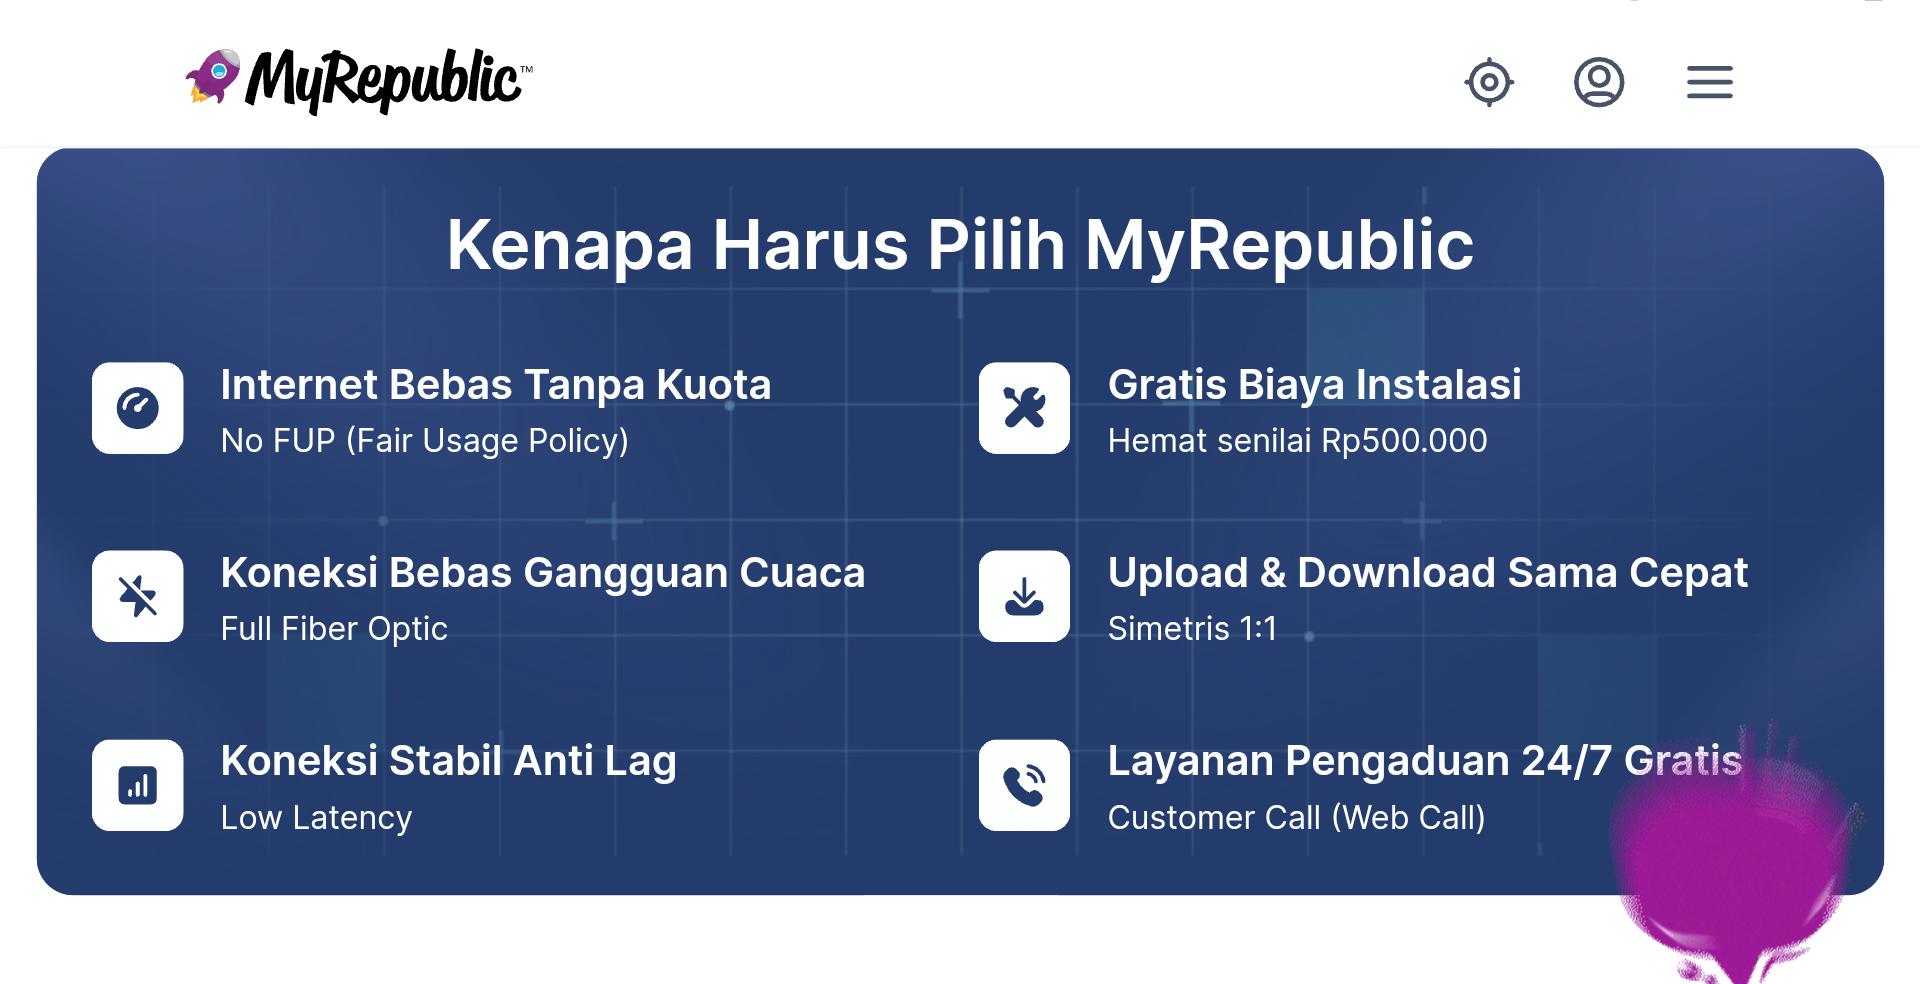 MyRepublic™
Kenapa Harus Pilih MyRepublic
Internet Bebas Tanpa Kuota
No FUP (Fair Usage Policy)
Gratis Biaya Instalasi
Hemat senilai Rp500.000
Koneksi Bebas Gangguan Cuaca
Full Fiber Optic
Upload & Download Sama Cepat
Simetris 1:1
Koneksi Stabil Anti Lag
Low Latency
Layanan Pengaduan 24/7 Gratis
Customer Call (Web Call)